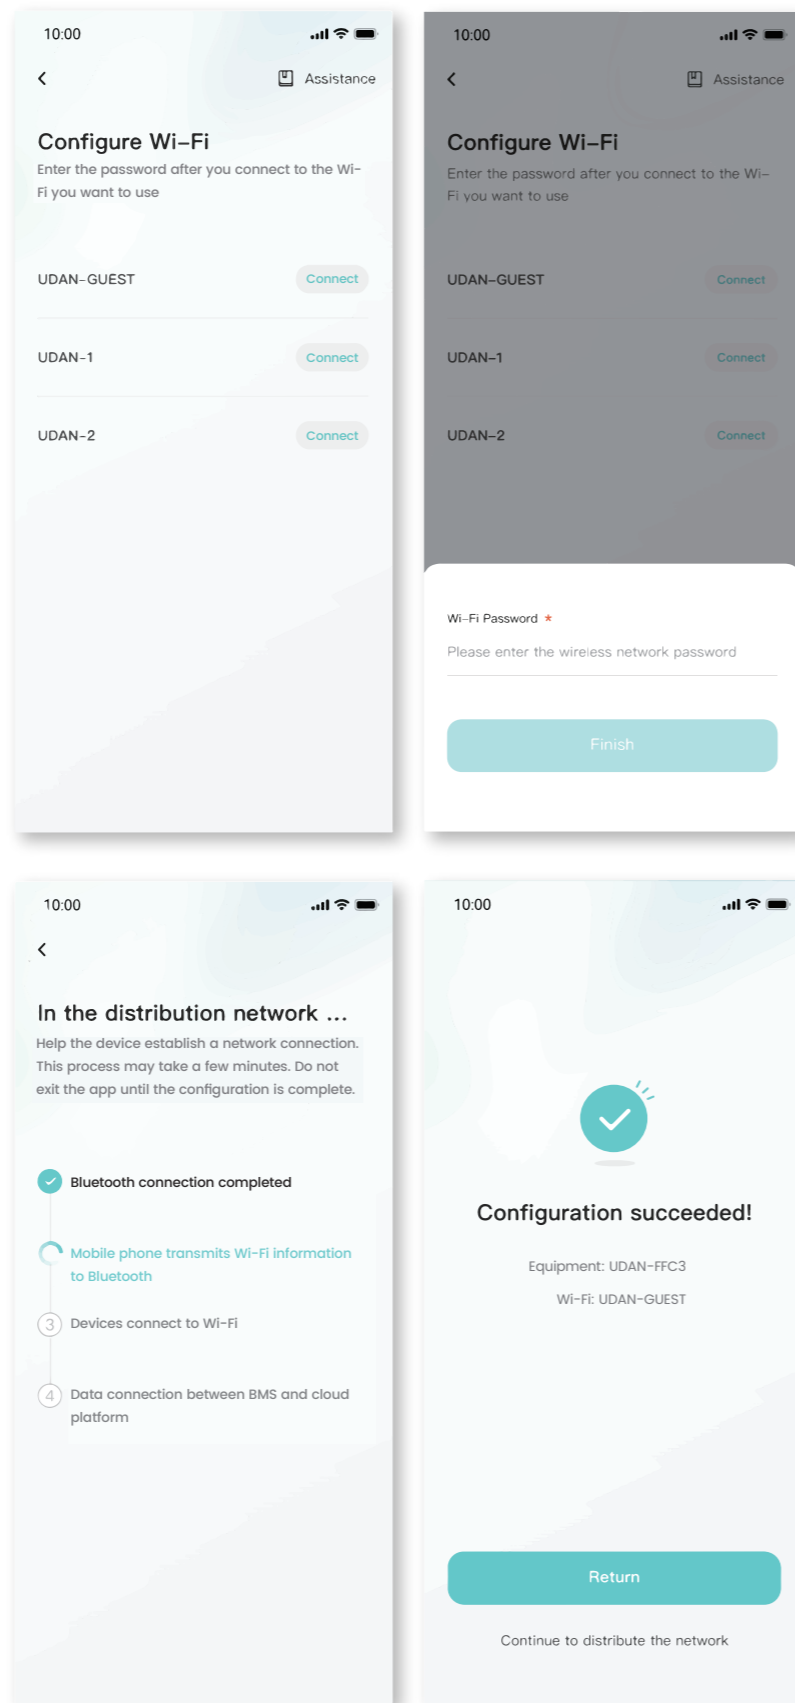 10:00
Assistance
Configure Wi-Fi
Enter the password after you connect to the Wi-
Fi you want to use
UDAN-GUEST
Connect
UDAN-1
Connect
UDAN-2
Connect
10:00
Assistance
Configure Wi-Fi
Enter the password after you connect to the Wi-
Fi you want to use
UDAN-GUEST
Connect
UDAN-1
Connect
UDAN-2
Connect
Wi-Fi Password *
Please enter the wireless network password
Finish
10:00
In the distribution network ...
Help the device establish a network connection.
This process may take a few minutes. Do not
exit the app until the configuration is complete.
Bluetooth connection completed
Mobile phone transmits Wi-Fi information
to Bluetooth
3 Devices connect to Wi-Fi
4 Data connection between BMS and cloud
platform
10:00
Configuration succeeded!
Equipment: UDAN-FFC3
Wi-Fi: UDAN-GUEST
Return
Continue to distribute the network